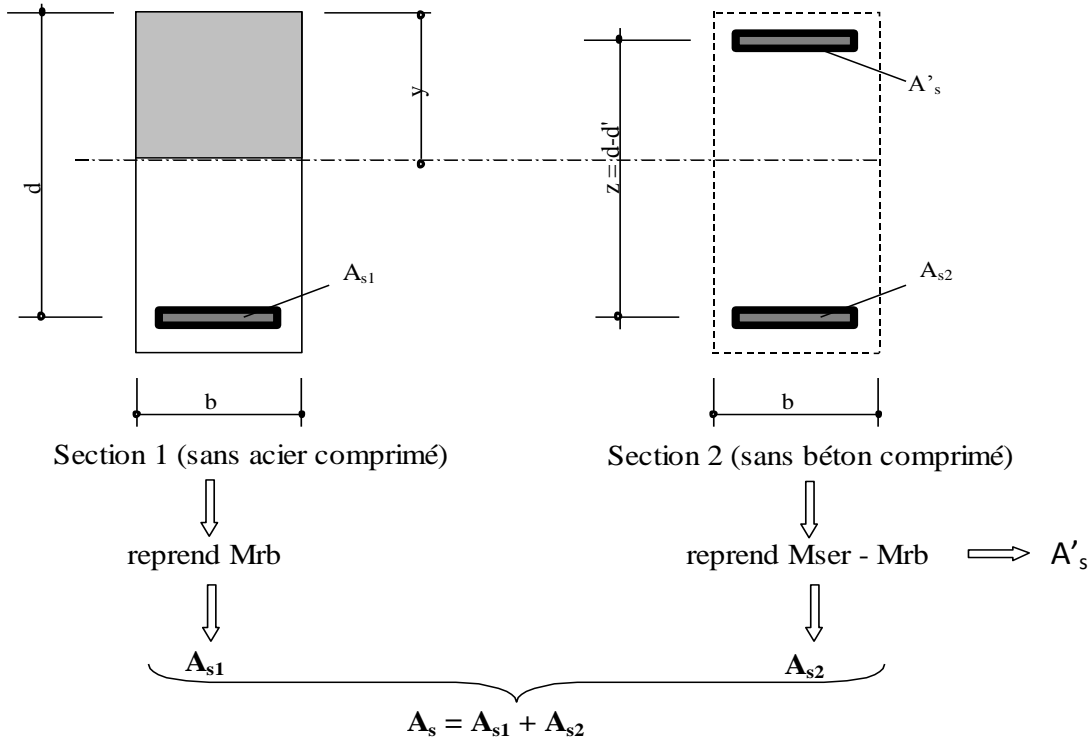 d
y
A's
z = d-d'
As1
As2
b
b
Section 1 (sans acier comprimé)
Section 2 (sans béton comprimé)
reprend Mrb
reprend Mser - Mrb
A's
As1
As2
As = As1 + As2